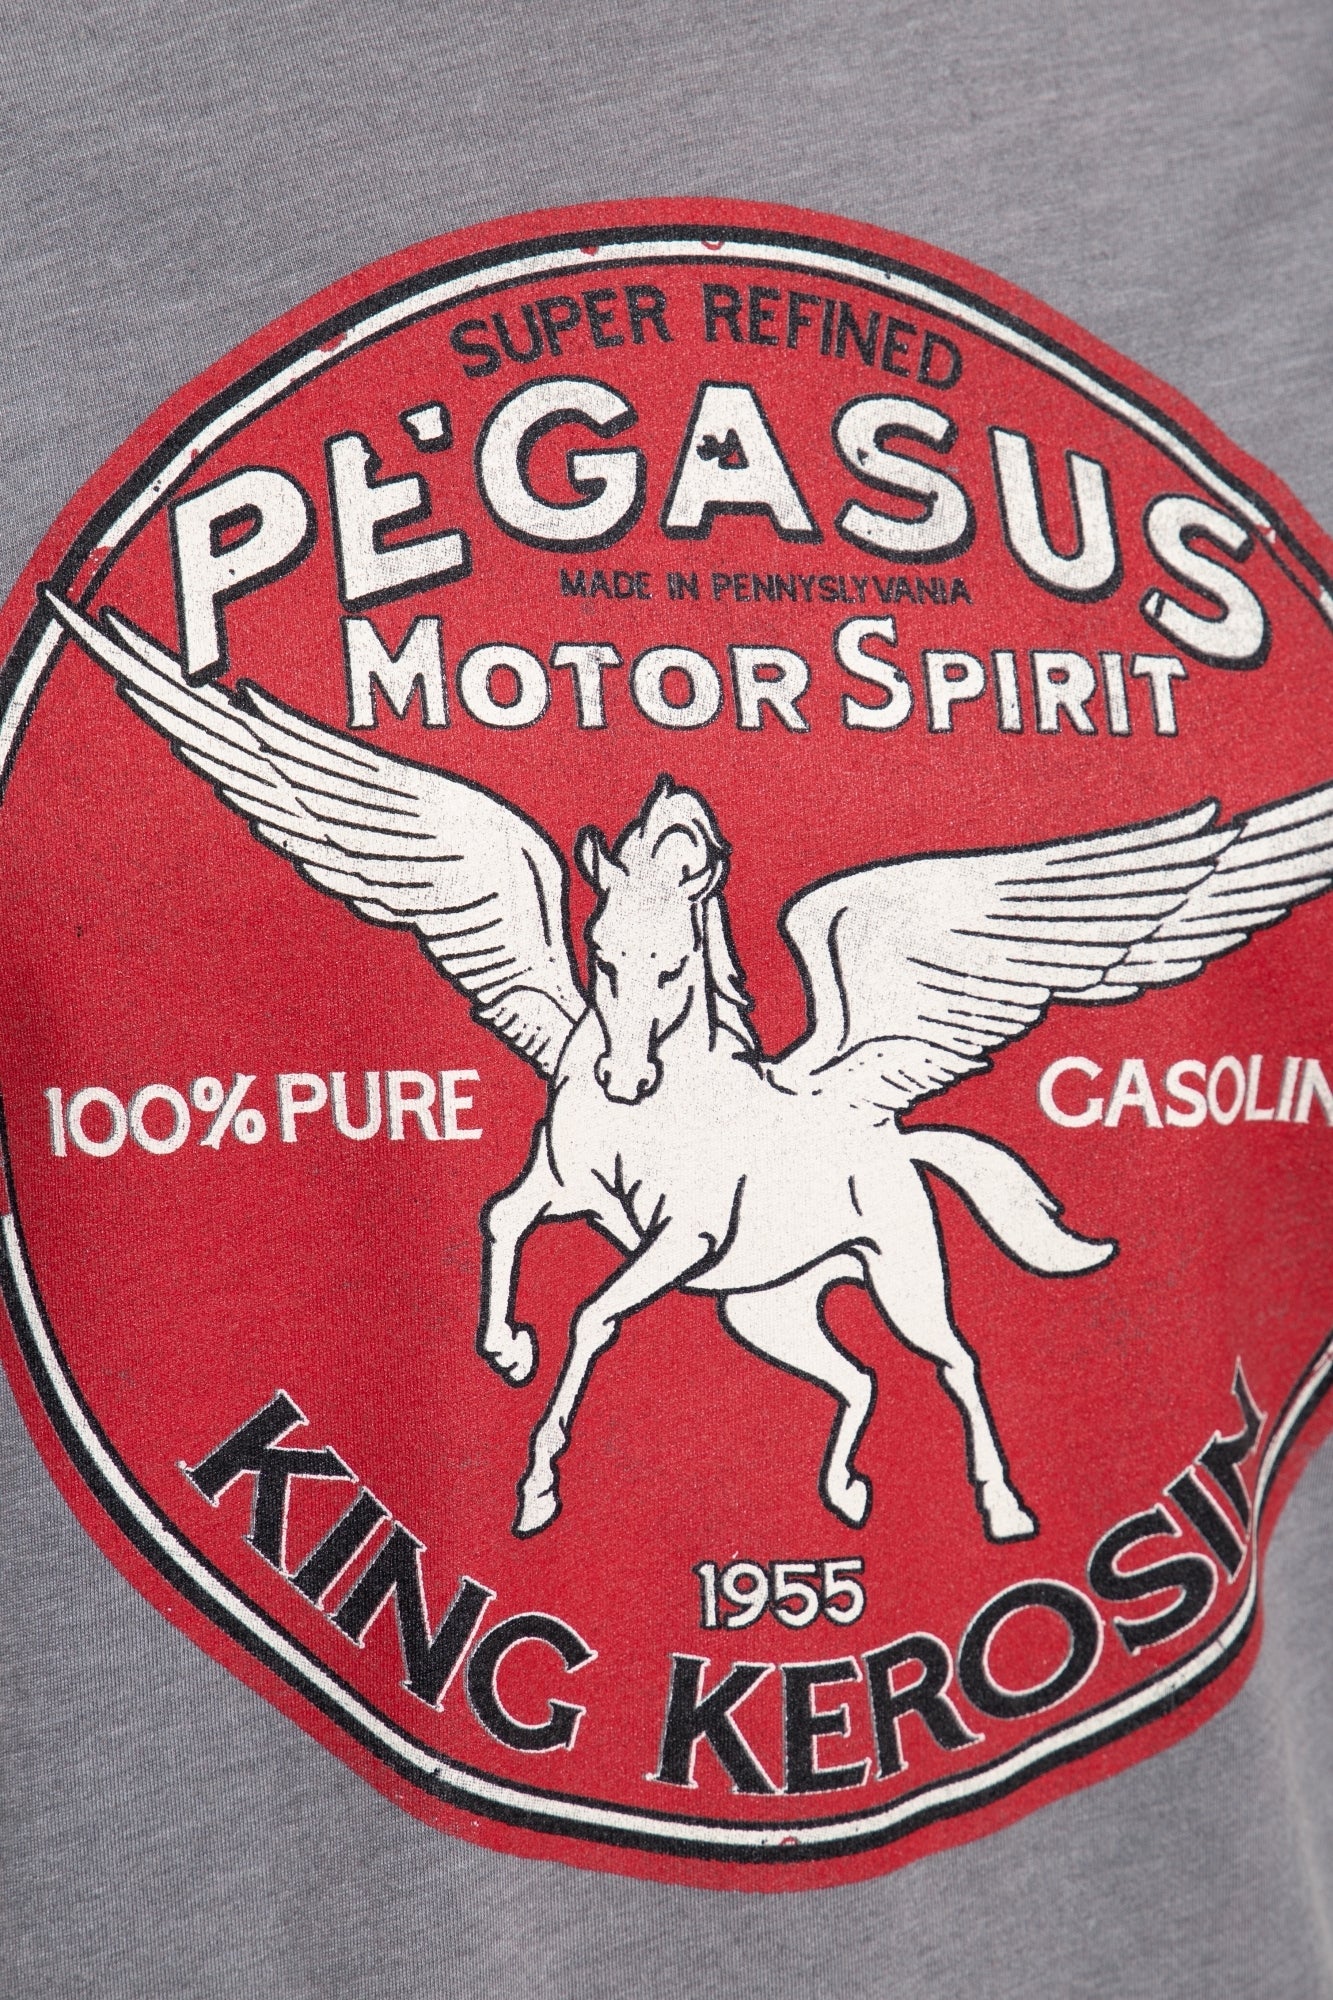 SUPER REFINED
PEGASUS
MADE IN PENNYSLYVANIA
MOTOR SPIRIT
100% PURE
GASOLIN
1955
KING KEROSIN